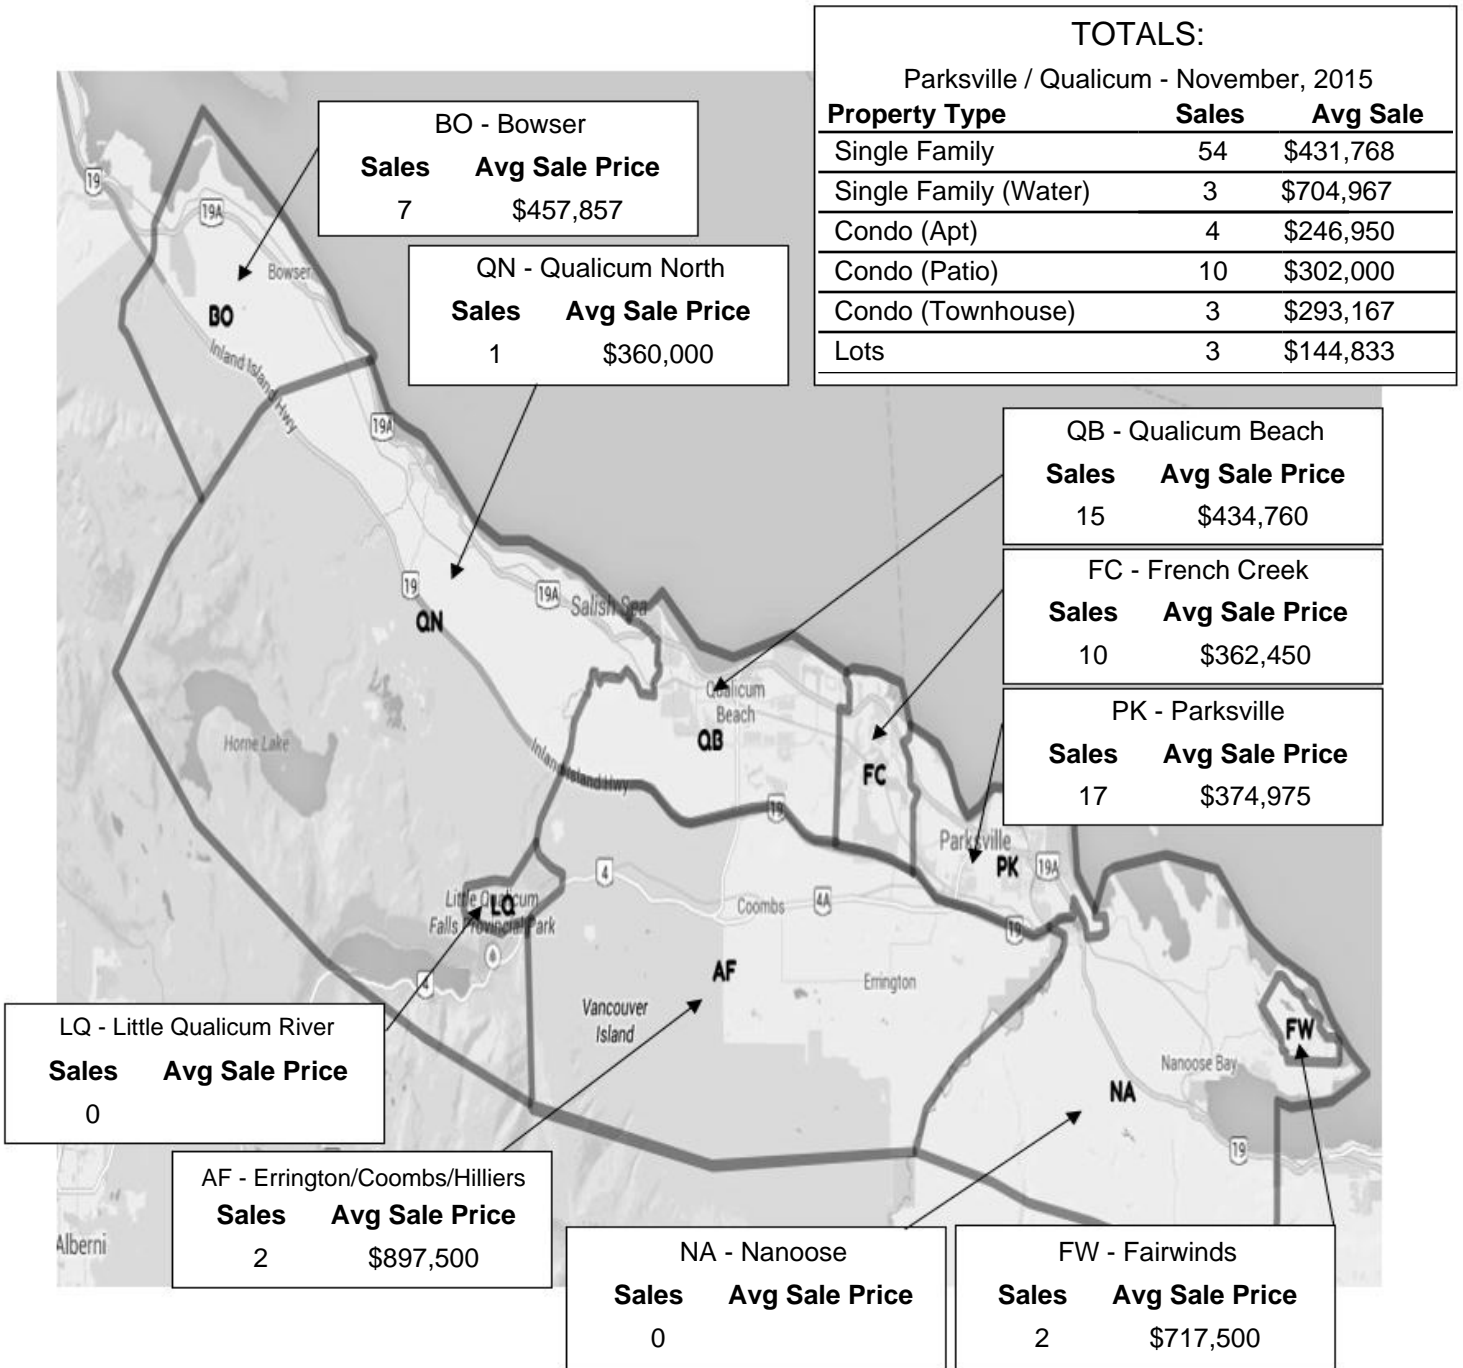 TOTALS:
Parksville / Qualicum - November, 2015
Property Type Sales Avg Sale
Single Family 54 $431,768
Single Family (Water) 3 $704,967
Condo (Apt) 4 $246,950
Condo (Patio) 10 $302,000
Condo (Townhouse) 3 $293,167
Lots 3 $144,833
BO - Bowser
Sales Avg Sale Price
7 $457,857
QN - Qualicum North
Sales Avg Sale Price
1 $360,000
QB - Qualicum Beach
Sales Avg Sale Price
15 $434,760
FC - French Creek
Sales Avg Sale Price
10 $362,450
PK - Parksville
Sales Avg Sale Price
17 $374,975
LQ - Little Qualicum River
Sales Avg Sale Price
0
AF - Errington/Coombs/Hilliers
Sales Avg Sale Price
2 $897,500
NA - Nanoose
Sales Avg Sale Price
0
FW - Fairwinds
Sales Avg Sale Price
2 $717,500
19
19A
Bowser
BO
Inland Island Hwy
19A
19
19A
Salish Sea
QN
Qualicum
Beach
QB
Horne Lake
Inland Island Hwy
FC
19
Parksville
PK
19A
4
Little Qualicum
Falls Provincial Park
LQ
Coombs
4A
19
4
AF
Errington
Vancouver
Island
FW
Nanoose Bay
NA
19
Alberni